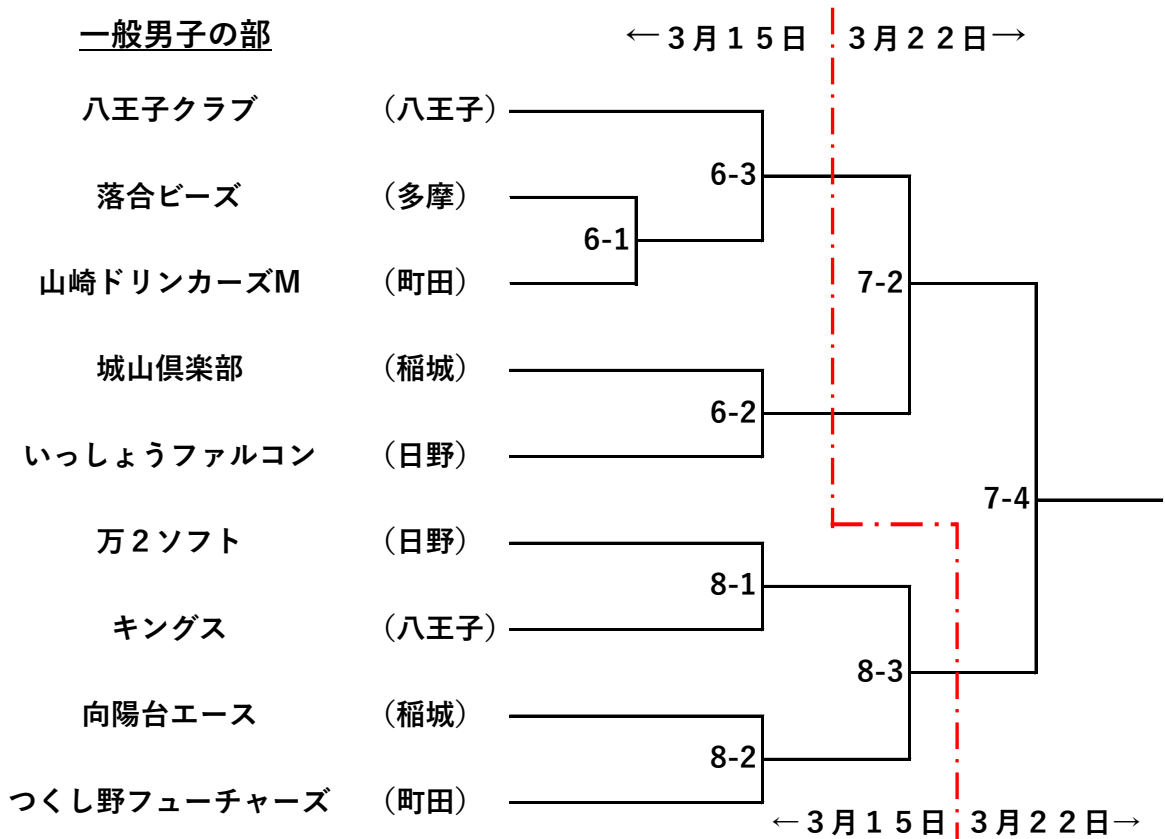 一般男子の部
←３月１５日 ３月２２日→
八王子クラブ （八王子）
6-3
落合ビーズ （多摩）
6-1
山崎ドリンカーズM （町田）
7-2
城山倶楽部 （稲城）
6-2
いっしょうファルコン （日野）
7-4
万２ソフト （日野）
8-1
キングス （八王子）
8-3
向陽台エース （稲城）
8-2
つくし野フューチャーズ （町田）
←３月１５日 ３月２２日→